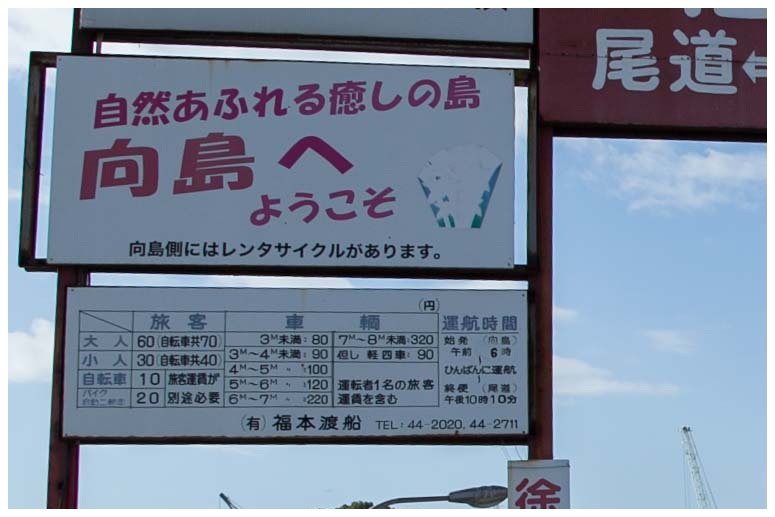 尾道
自然あふれる癒しの島
向島へ
ようこそ
向島側にはレンタサイクルがあります。
(円)
旅客 車輌 運航時間
大人 60(自転車共70) 3M未満:80 7M〜8M未満:320 始発(向島)
小人 30(自転車共40) 3M〜4M未満:90 但し 軽四車:90 午前 6時
自転車 10 旅客運賃が 4M〜5M 〃 :100 〜
5M〜6M 〃 :120 運転者1名の旅客 ひんぱんに運航
バイク 自動二輪車 20 別途必要 6M〜7M 〃 :220 運賃を含む 〜
終便(尾道)
午後10時10分
(有)福本渡船 TEL:44-2020, 44-2711
徐